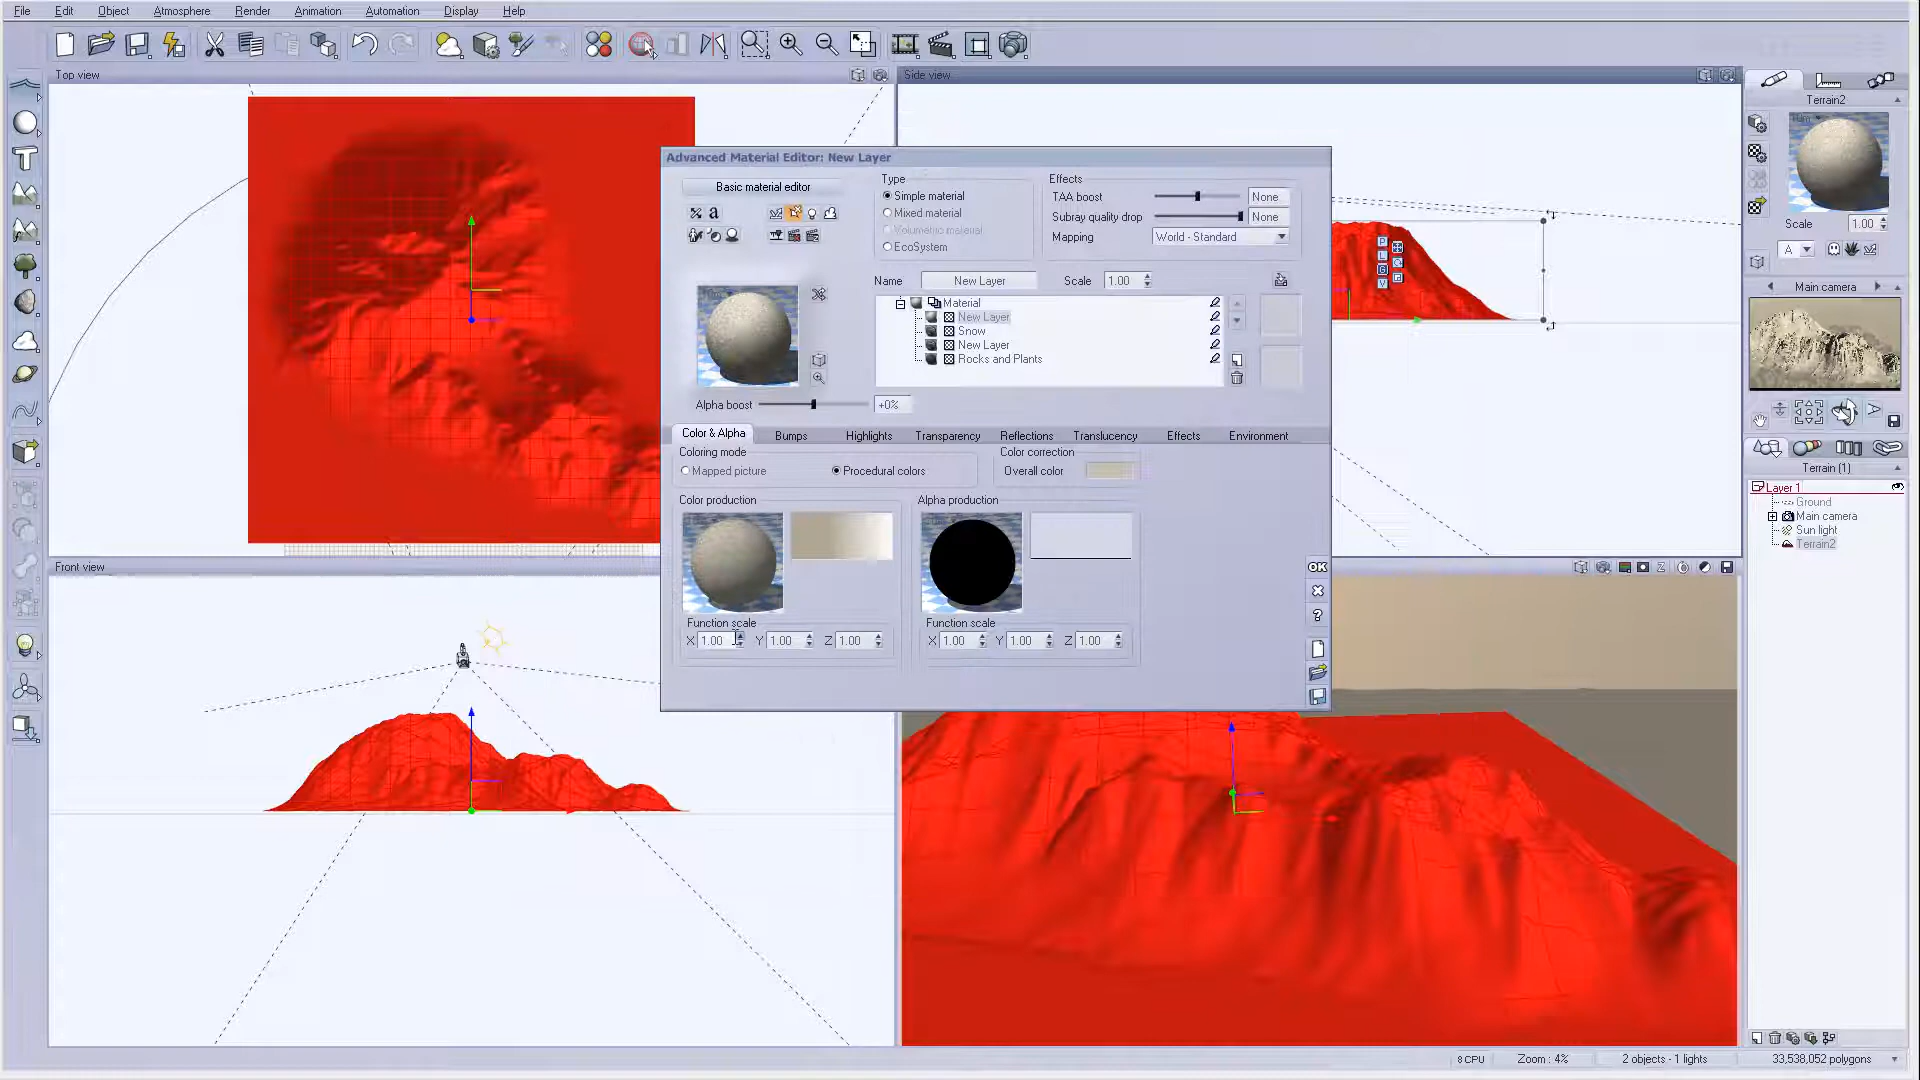 File Edit Object Atmosphere Render Animation Automation Display Help
Top view
Side view
Terrain2
Scale 1.00
A
Main camera
Terrain (1)
Layer 1
Ground
Main camera
Sun light
Terrain2
Advanced Material Editor: New Layer
Basic material editor
Type
Simple material
Mixed material
Volumetric material
EcoSystem
Effects
TAA boost None
Subray quality drop None
Mapping World - Standard
Name New Layer Scale 1.00
Material
New Layer
Snow
New Layer
Rocks and Plants
Alpha boost +0%
Color & Alpha Bumps Highlights Transparency Reflections Translucency Effects Environment
Coloring mode
Mapped picture Procedural colors
Color correction
Overall color
Color production
Alpha production
Function scale
X 1.00 Y 1.00 Z 1.00
Function scale
X 1.00 Y 1.00 Z 1.00
OK
Front view
8 CPU Zoom : 4% 2 objects - 1 lights 33,538,052 polygons